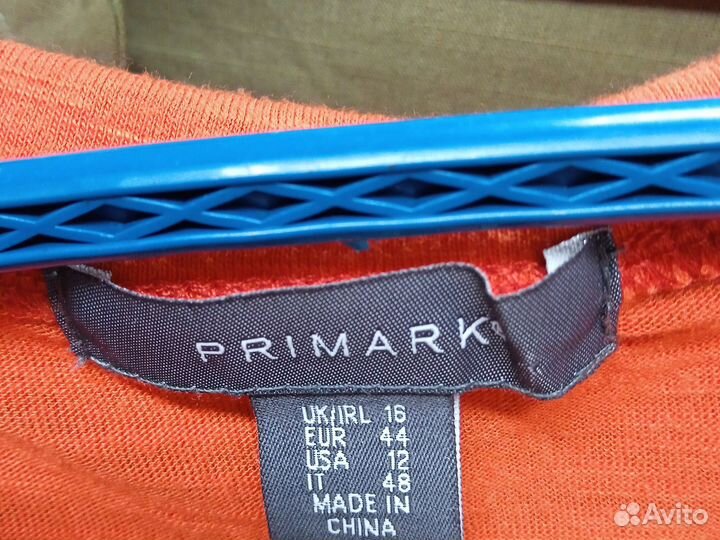 PRIMARK
UK/IRL 16
EUR 44
USA 12
IT 48
MADE IN
CHINA
Avito